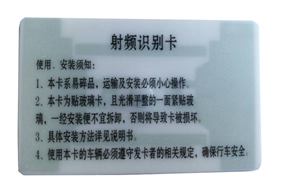 射频识别卡
使用、安装须知：
1、本卡系易碎品，运输及安装必须小心操作。
2、本卡为贴玻璃卡，且光滑平整的一面紧贴玻
璃，一经安装便不宜拆卸，否则将导致卡被损坏。
3、具体安装方法详见说明书。
4、使用本卡的车辆必须遵守发卡者的相关规定，确保行车安全。